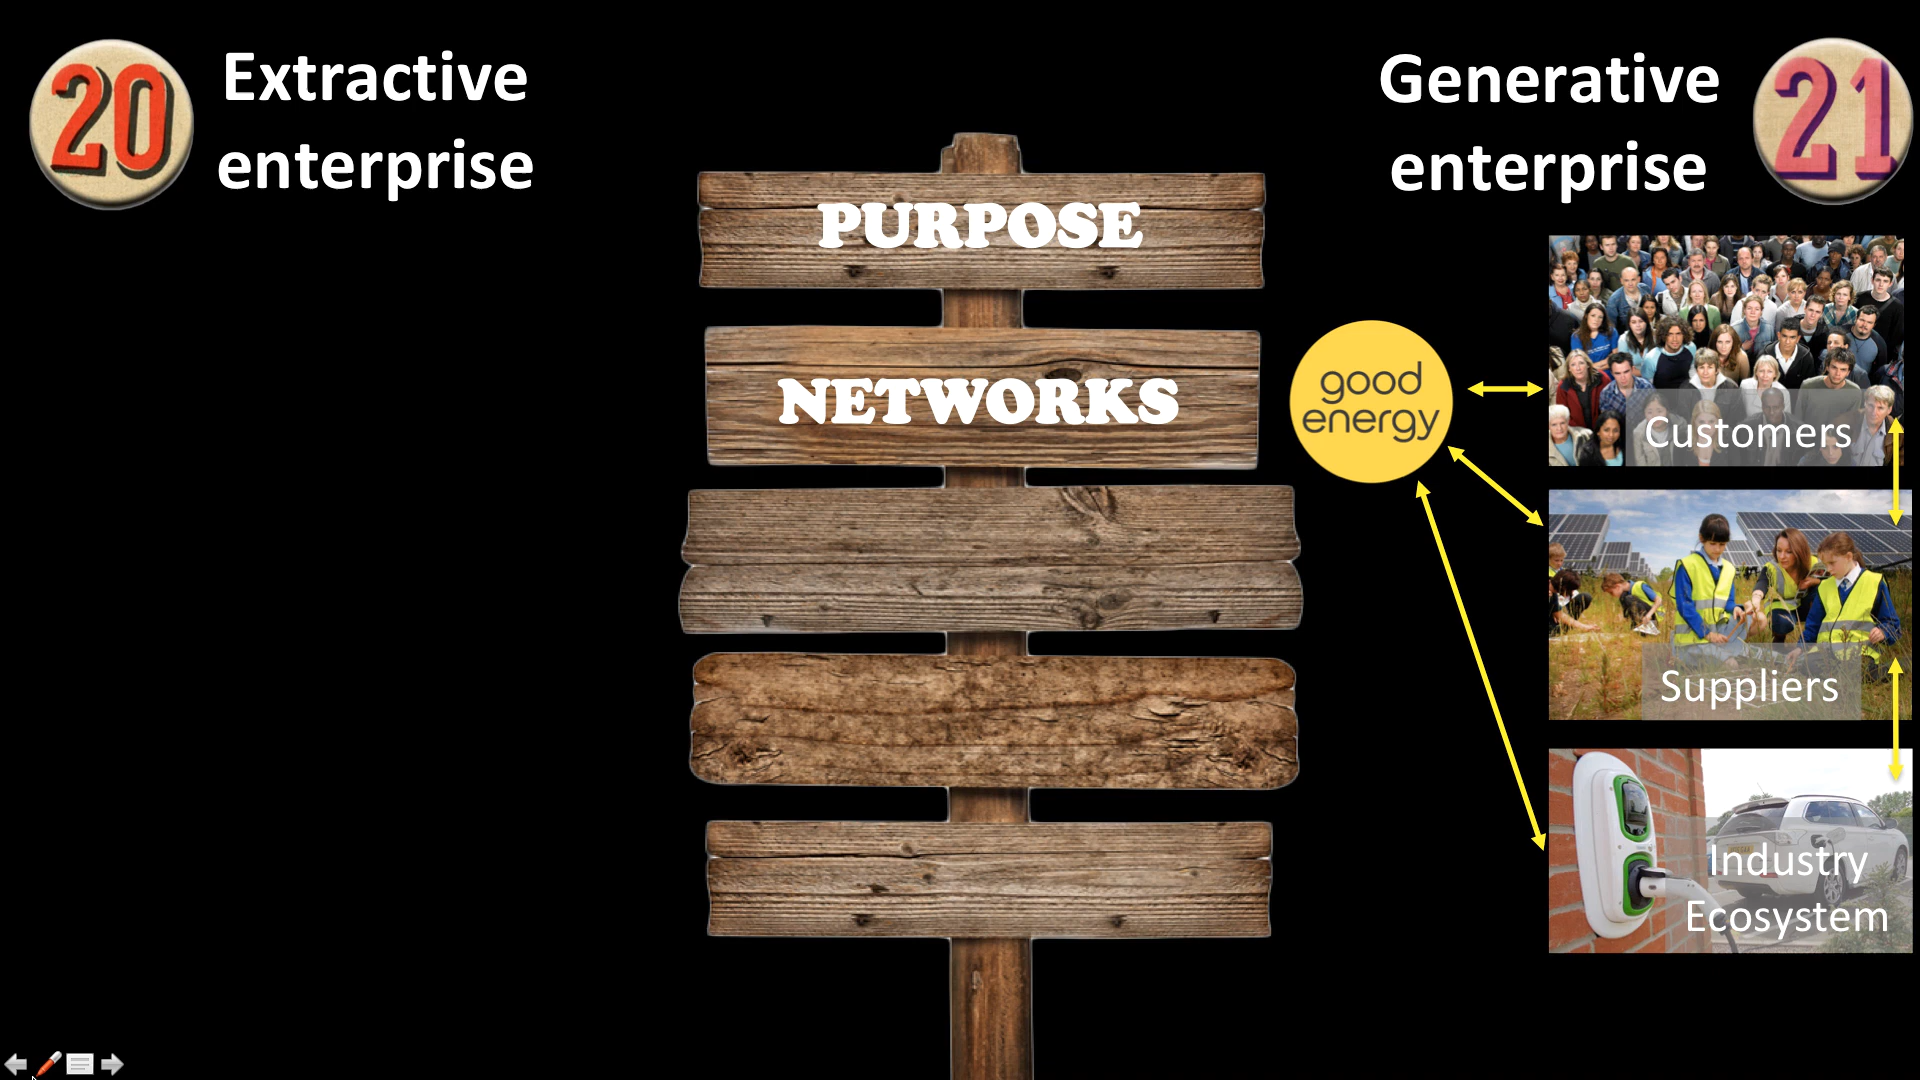 20
Extractive
enterprise
Generative
enterprise
21
PURPOSE
NETWORKS
good
energy
Customers
Suppliers
Industry
Ecosystem